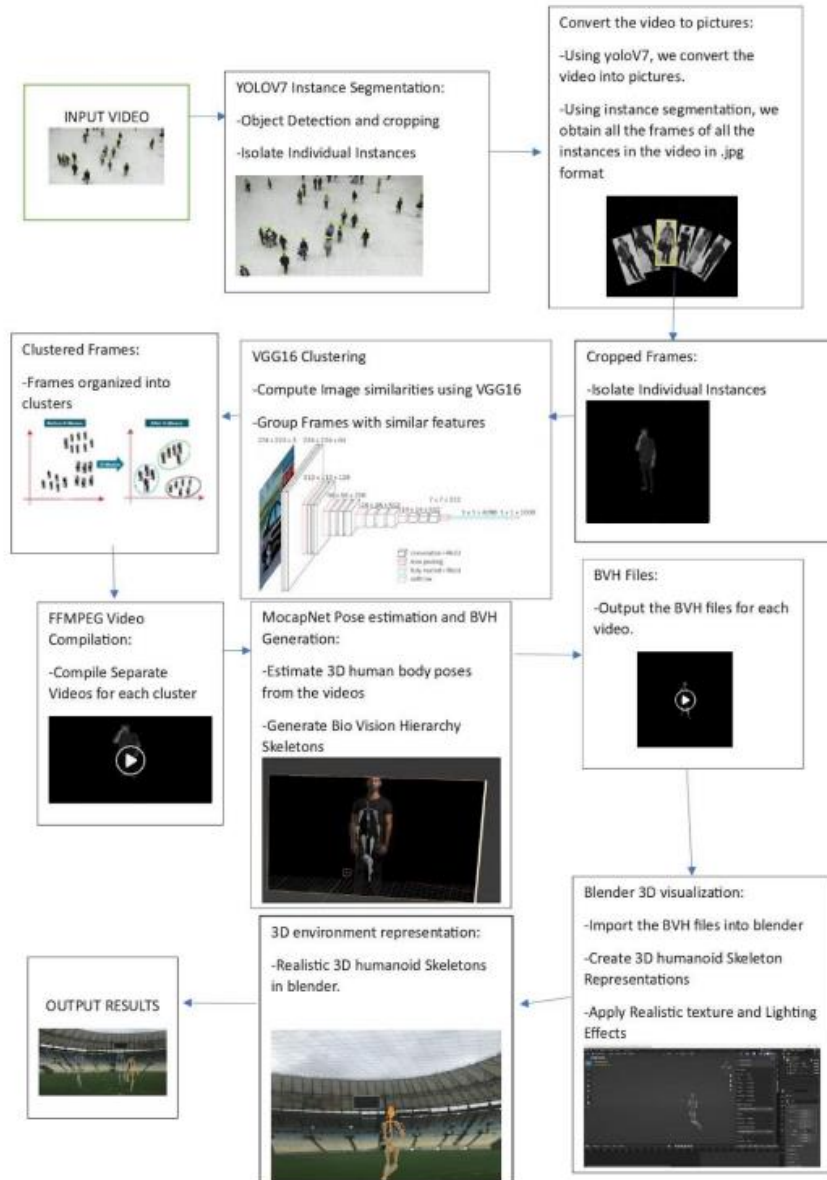 INPUT VIDEO
YOLOV7 Instance Segmentation:
-Object Detection and cropping
-Isolate Individual Instances
Convert the video to pictures:
-Using yoloV7, we convert the
video into pictures.
-Using instance segmentation, we
obtain all the frames of all the
instances in the video in .jpg
format
Cropped Frames:
-Isolate Individual Instances
VGG16 Clustering
-Compute Image similarities using VGG16
-Group Frames with similar features
Clustered Frames:
-Frames organized into
clusters
FFMPEG Video
Compilation:
-Compile Separate
Videos for each cluster
MocapNet Pose estimation and BVH
Generation:
-Estimate 3D human body poses
from the videos
-Generate Bio Vision Hierarchy
Skeletons
BVH Files:
-Output the BVH files for each
video.
Blender 3D visualization:
-Import the BVH files into blender
-Create 3D humanoid Skeleton
Representations
-Apply Realistic texture and Lighting
Effects
3D environment representation:
-Realistic 3D humanoid Skeletons
in blender.
OUTPUT RESULTS